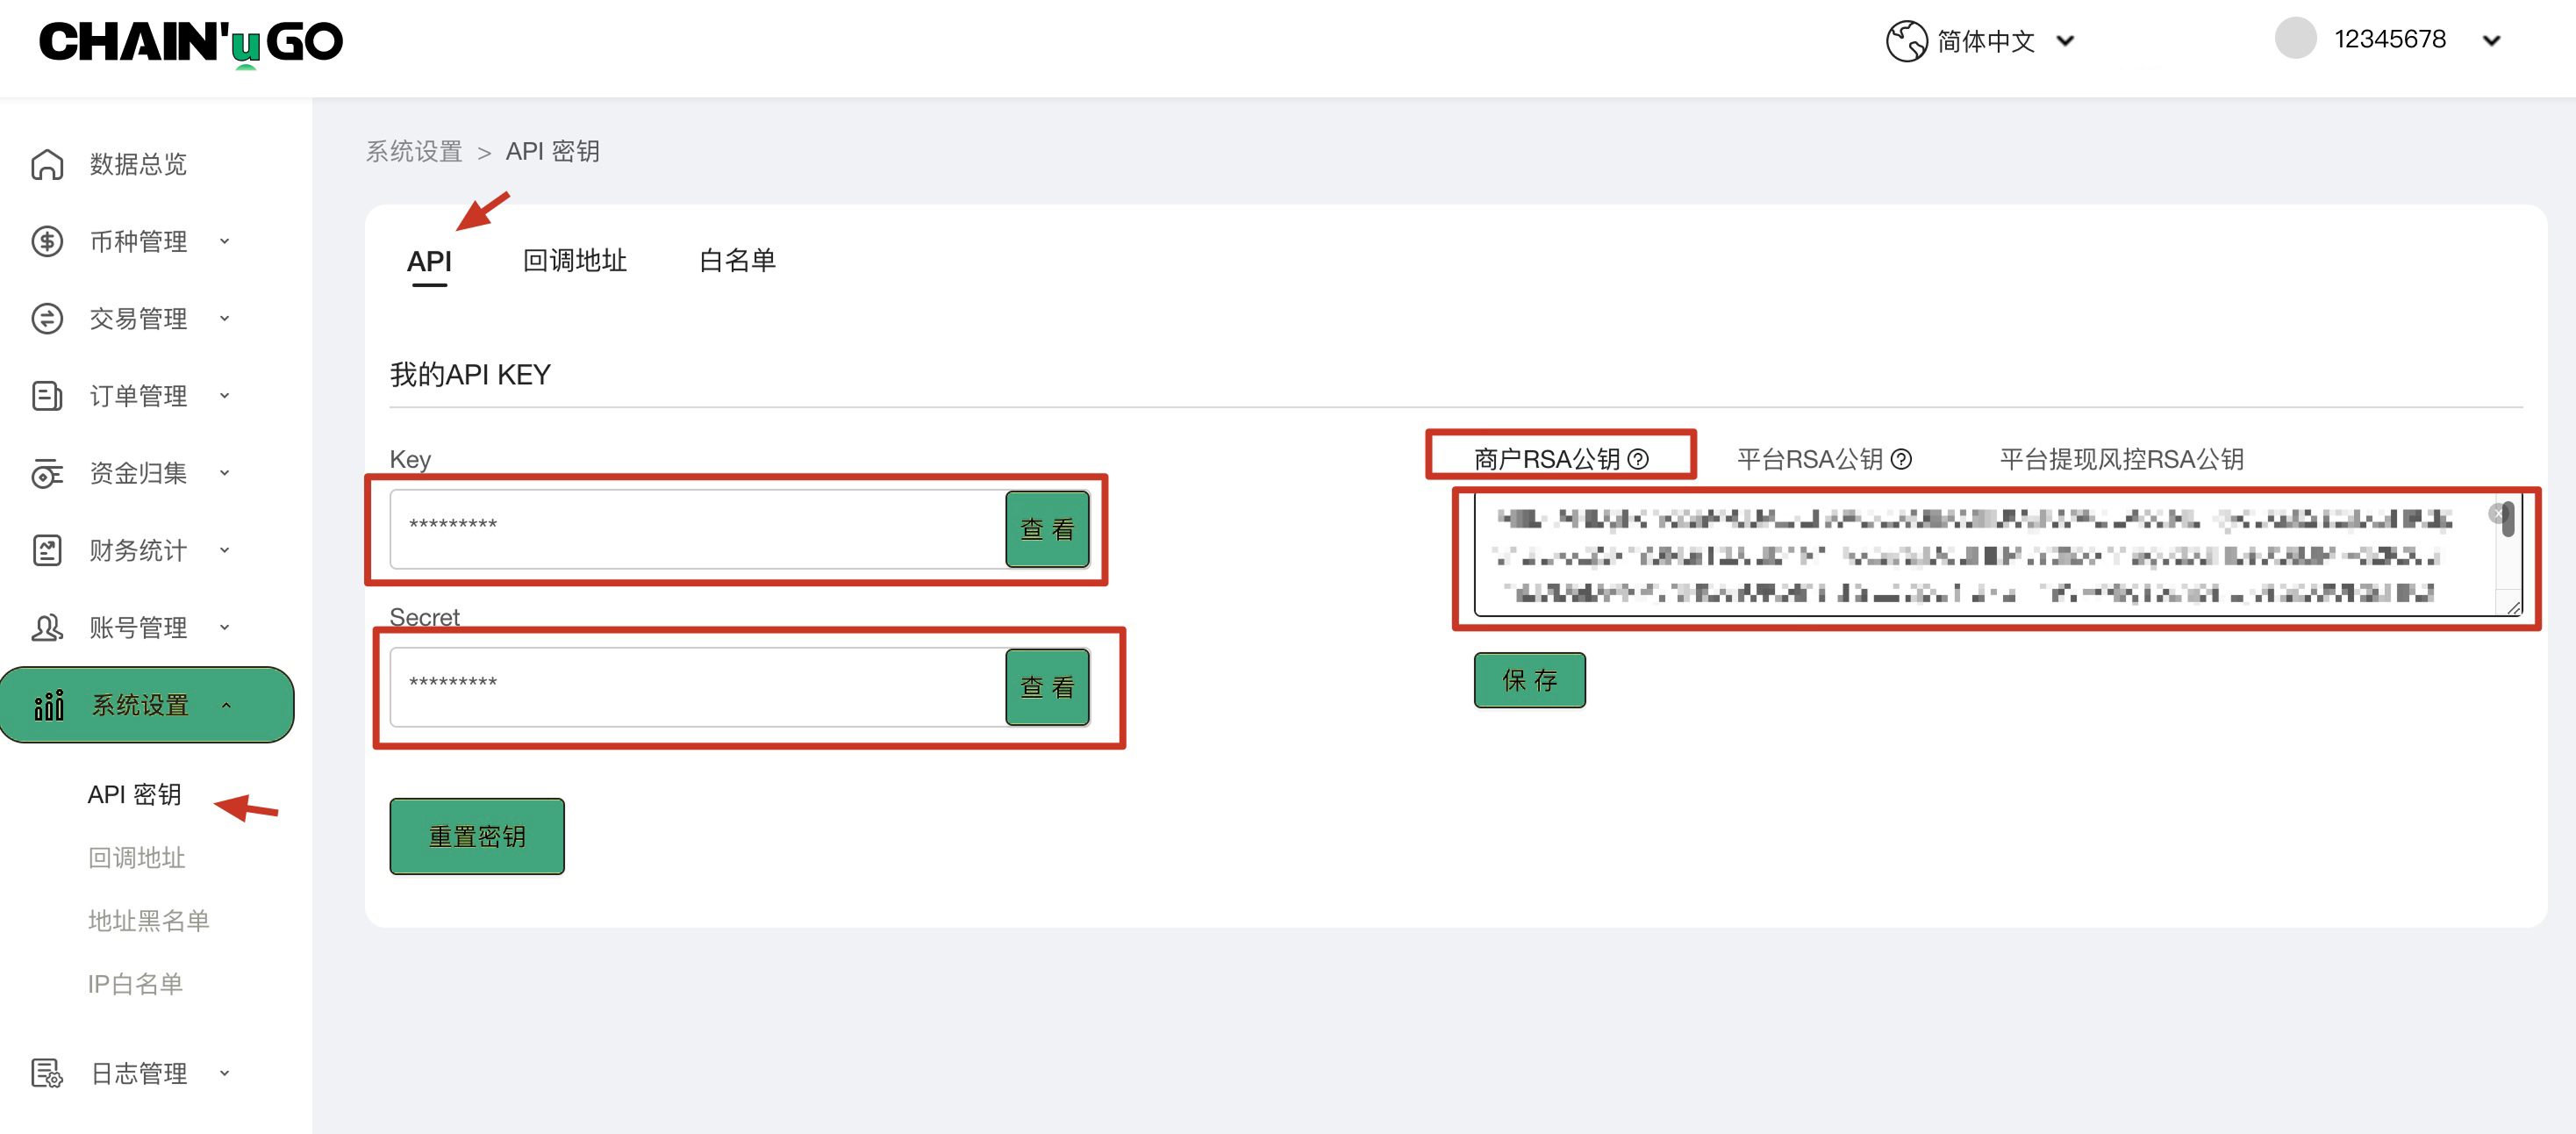 CHAIN'uGO
简体中文
12345678
数据总览
币种管理
交易管理
订单管理
资金归集
财务统计
账号管理
系统设置
API 密钥
回调地址
地址黑名单
IP白名单
日志管理
系统设置 > API 密钥
API 回调地址 白名单
我的API KEY
Key
*********
查 看
Secret
*********
查 看
重置密钥
商户RSA公钥 平台RSA公钥 平台提现风控RSA公钥
保 存